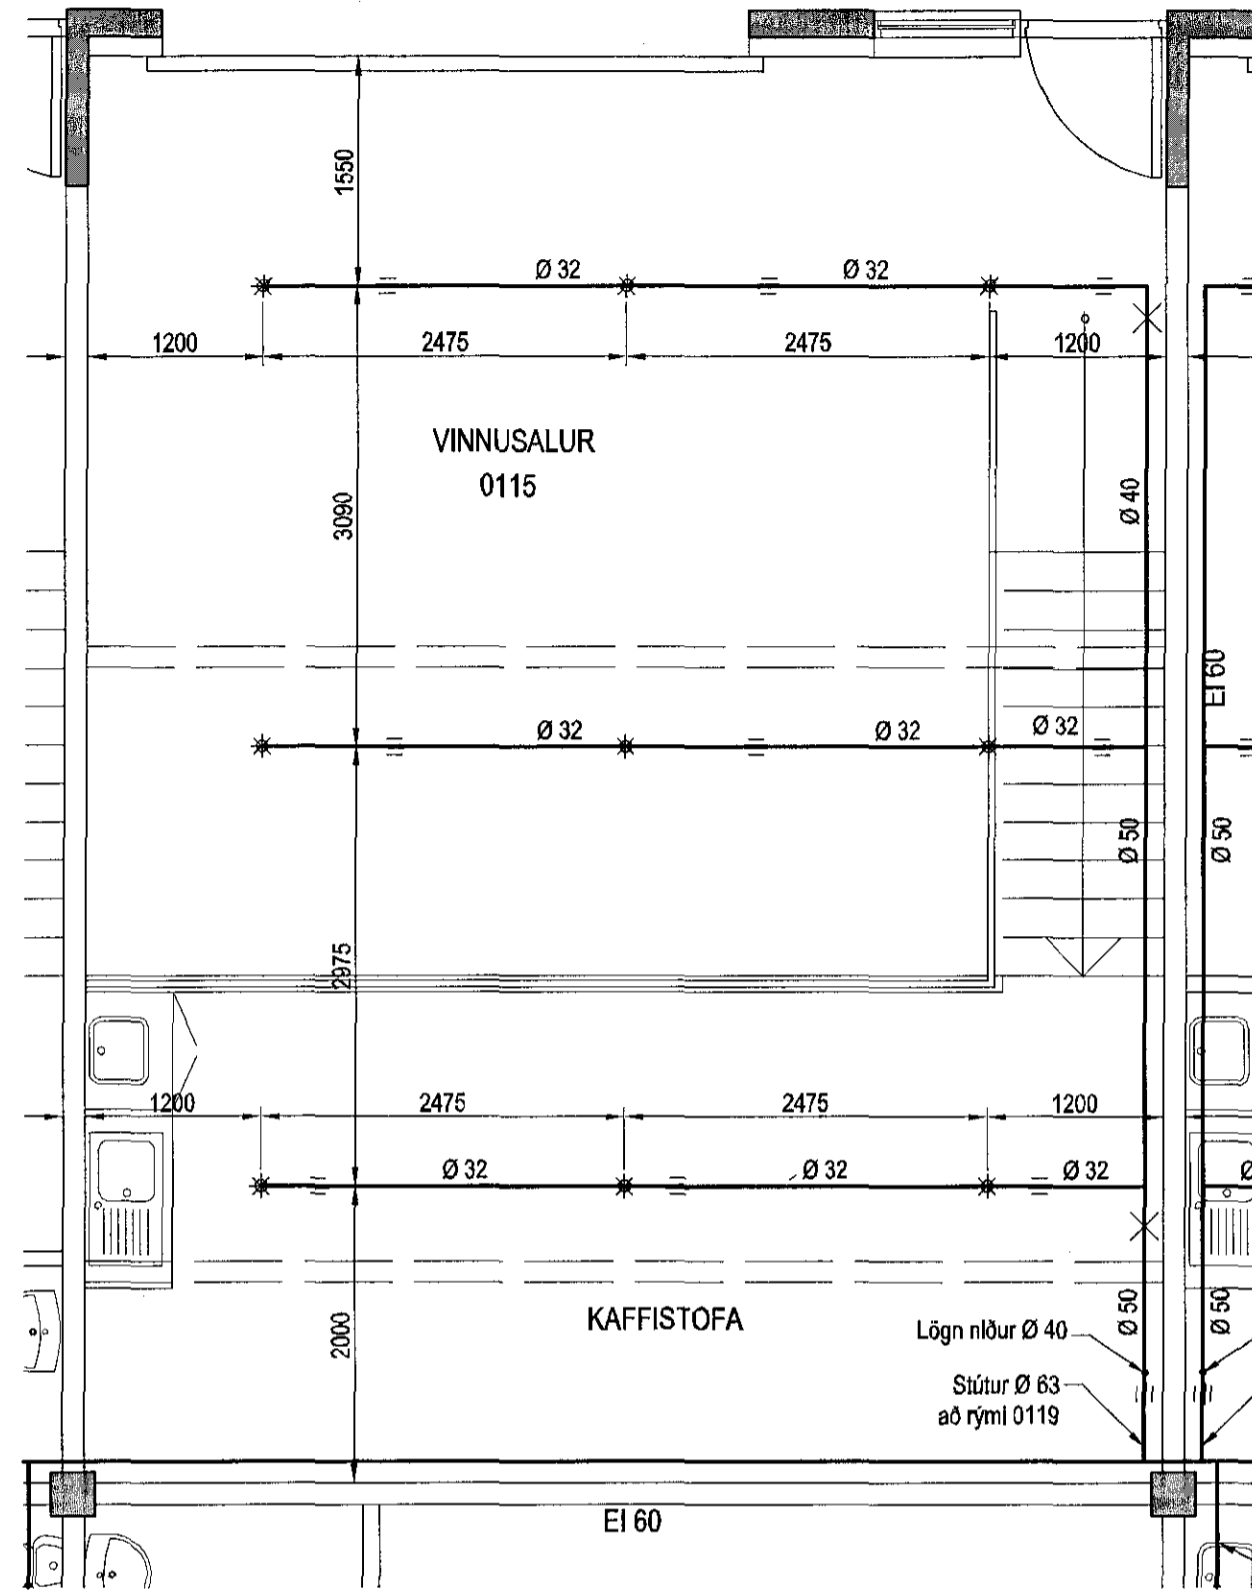 1550
Ø 32
Ø 32
1200
2475
2475
1200
VINNUSALUR
0115
3090
Ø 40
EI 60
Ø 32
Ø 32
Ø 32
Ø 50
Ø 50
2975
1200
2475
2475
1200
Ø 32
Ø 32
Ø 32
Ø
2000
KAFFISTOFA
Ø 50
Ø 50
Lögn niður Ø 40
Stútur Ø 63
að rými 0119
EI 60